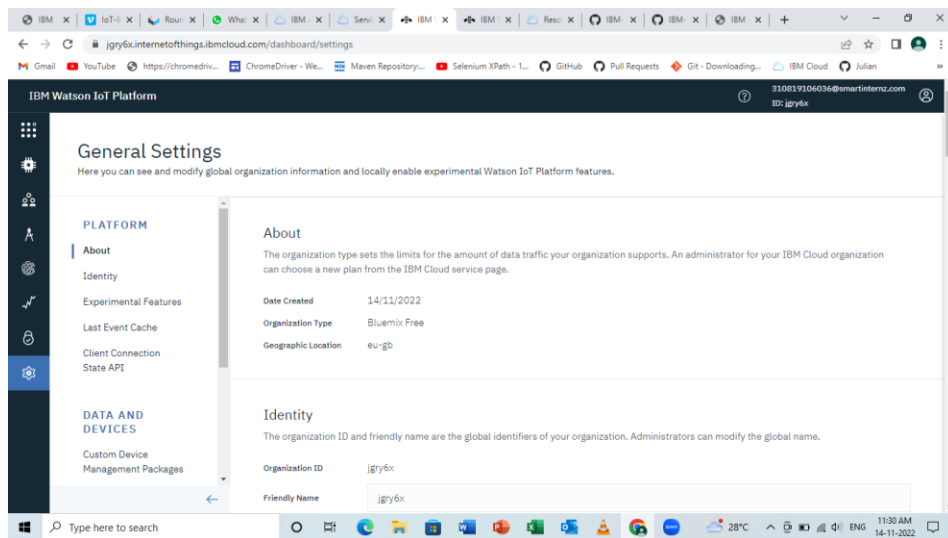 IBM
IoT-E
Roun
What
IBM
Servi
IBM
IBM
Reso
IBM-
IBM-
IBM
jgry6x.internetofthings.ibmcloud.com/dashboard/settings
Gmail
YouTube
https://chromedriv...
ChromeDriver - We...
Maven Repository:...
Selenium XPath - 1...
GitHub
Pull Requests
Git - Downloading...
IBM Cloud
Julian
IBM Watson IoT Platform
310819106036@smartinternz.com
ID: jgry6x
General Settings
Here you can see and modify global organization information and locally enable experimental Watson IoT Platform features.
PLATFORM
About
Identity
Experimental Features
Last Event Cache
Client Connection
State API
DATA AND
DEVICES
Custom Device
Management Packages
About
The organization type sets the limits for the amount of data traffic your organization supports. An administrator for your IBM Cloud organization
can choose a new plan from the IBM Cloud service page.
Date Created 14/11/2022
Organization Type Bluemix Free
Geographic Location eu-gb
Identity
The organization ID and friendly name are the global identifiers of your organization. Administrators can modify the global name.
Organization ID jgry6x
Friendly Name jgry6x
Type here to search
28°C
ENG
11:30 AM
14-11-2022